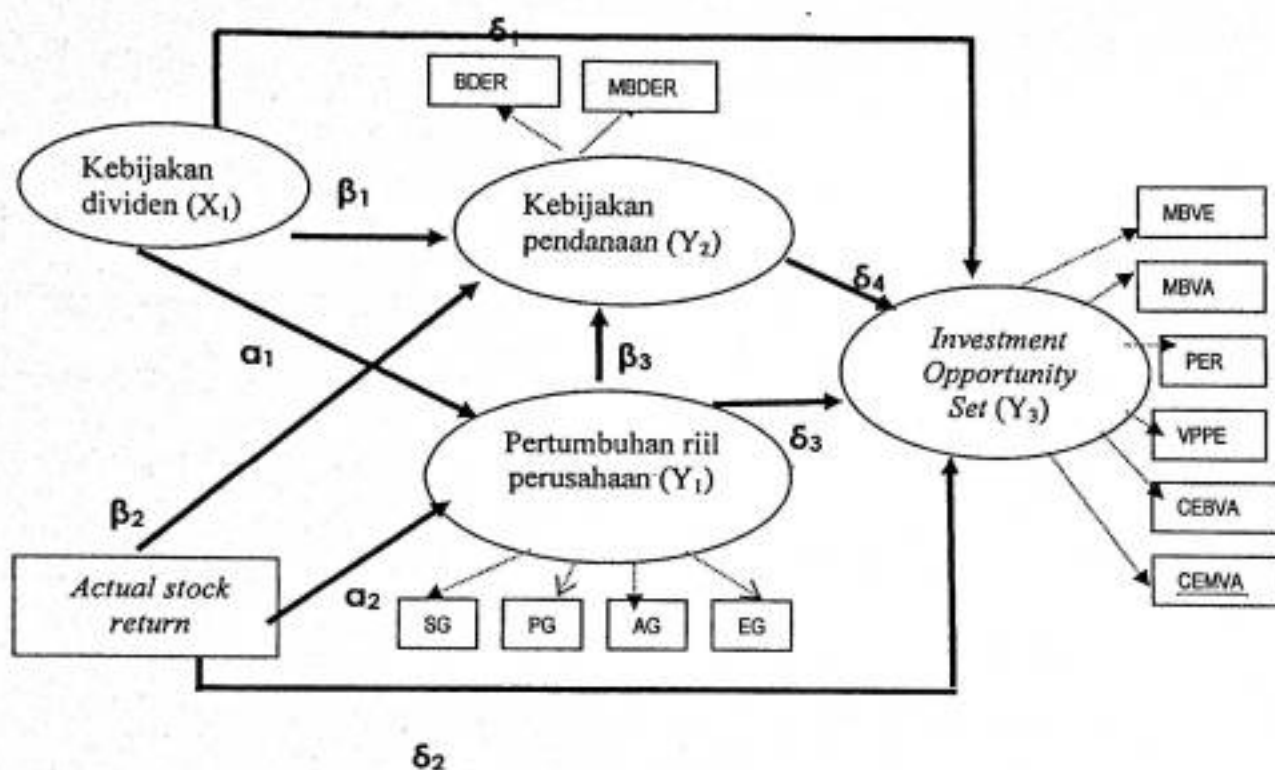 δ₁
BDER
MBDER
Kebijakan
dividen (X₁)
β₁
Kebijakan
pendanaan (Y₂)
MBVE
MBVA
δ₄
α₁
β₃
Investment
Opportunity
Set (Y₃)
PER
Pertumbuhan riil
perusahaan (Y₁)
δ₃
VPPE
β₂
CEBVA
Actual stock
return
α₂
SG
PG
AG
EG
CEMVA
δ₂